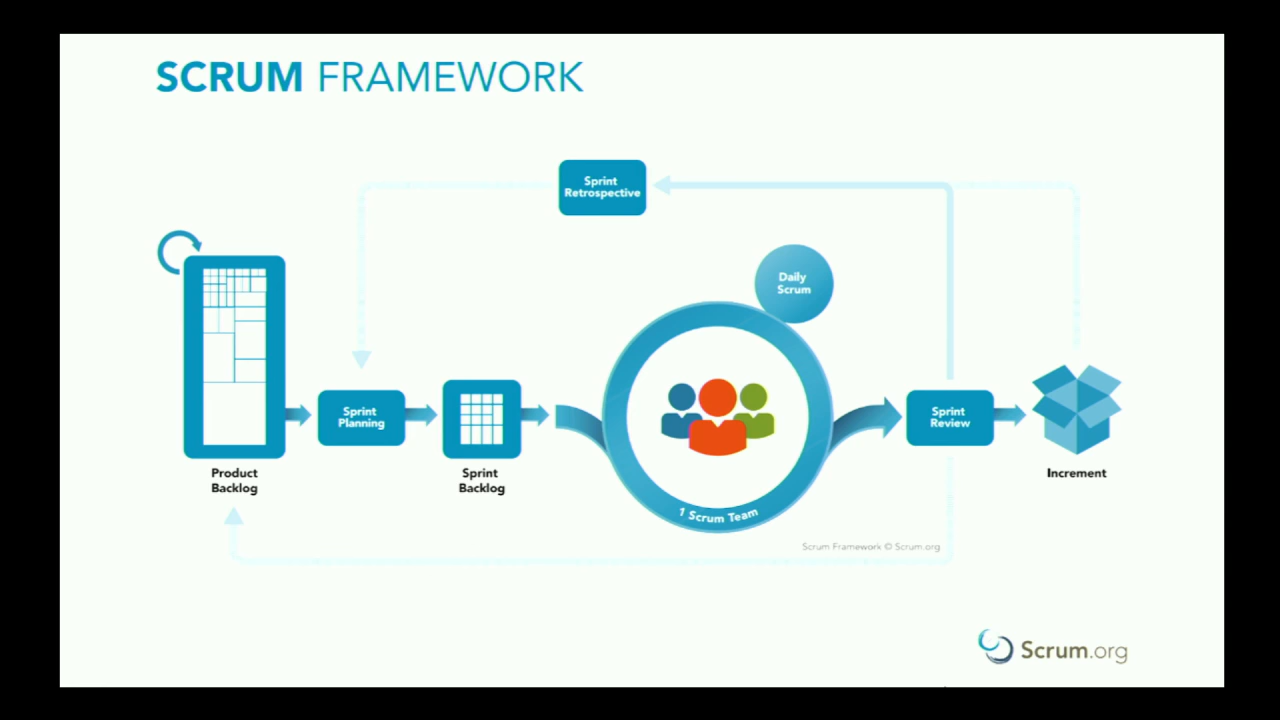 SCRUM FRAMEWORK
Sprint
Retrospective
Daily
Scrum
Sprint
Planning
Sprint
Review
Product
Backlog
Sprint
Backlog
1 Scrum Team
Increment
Scrum Framework © Scrum.org
Scrum.org